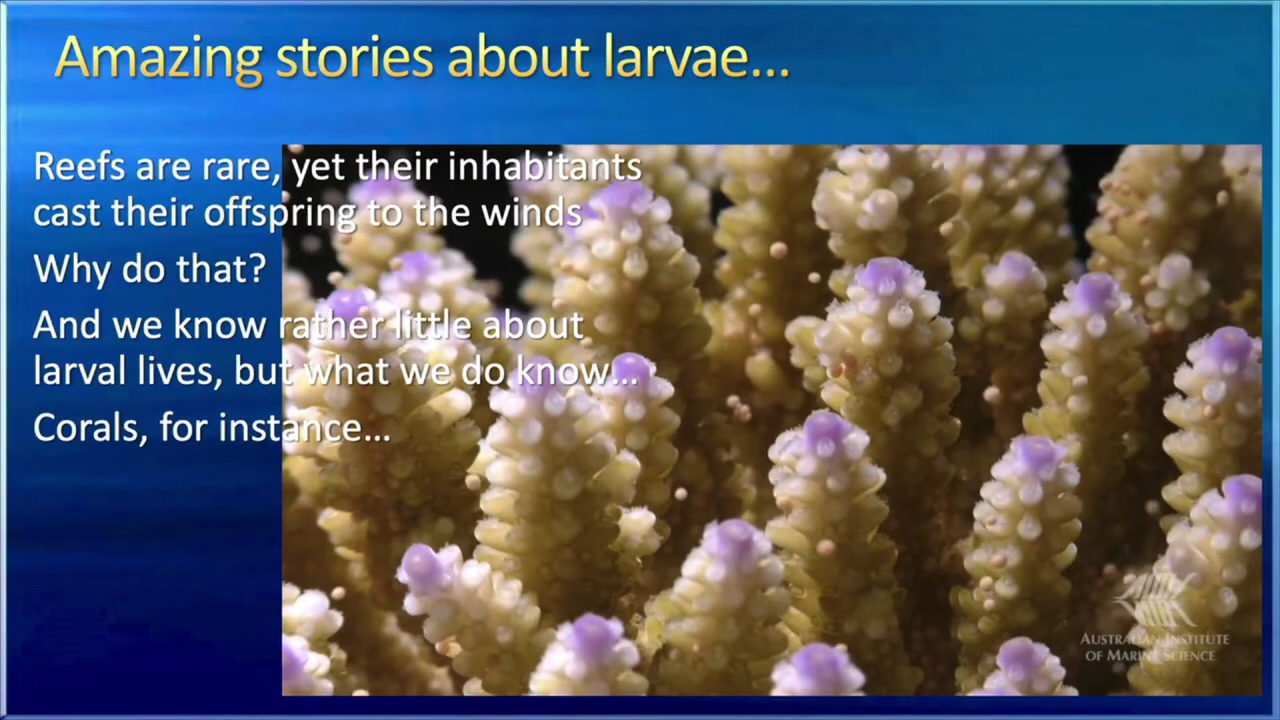 Amazing stories about larvae...
Reefs are rare, yet their inhabitants
cast their offspring to the winds
Why do that?
And we know rather little about
larval lives, but what we do know...
Corals, for instance...
AUSTRALIAN INSTITUTE
OF MARINE SCIENCE